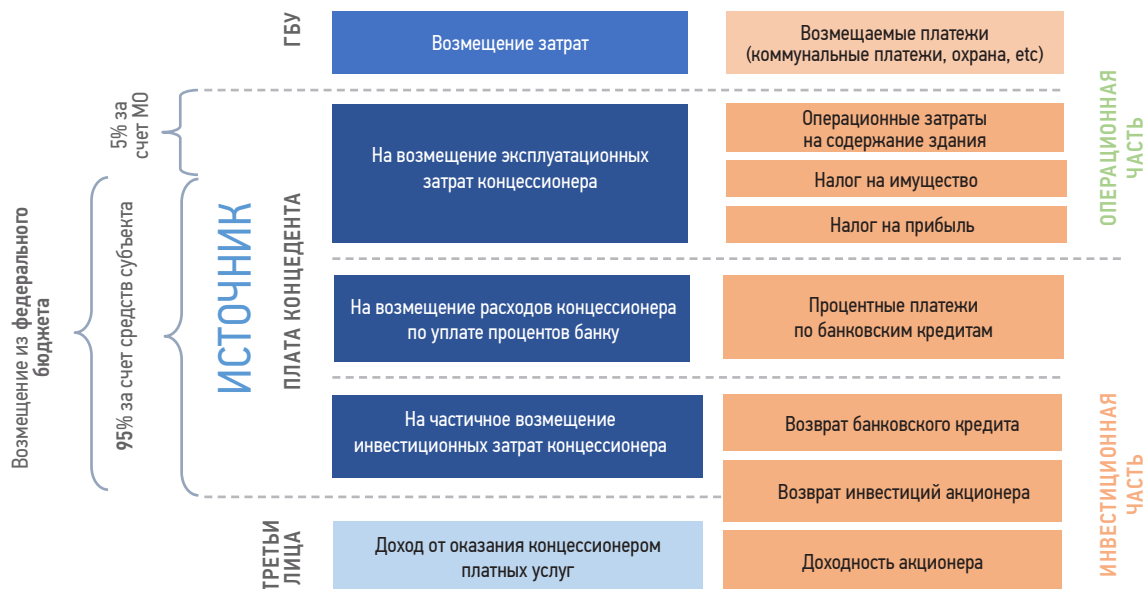 Возмещение из федерального
бюджета
95% за счет средств субъекта
5% за
счет МО
ИСТОЧНИК
ГБУ
Возмещение затрат
Возмещаемые платежи
(коммунальные платежи, охрана, etc)
ПЛАТА КОНЦЕДЕНТА
На возмещение эксплуатационных
затрат концессионера
Операционные затраты
на содержание здания
Налог на имущество
Налог на прибыль
ОПЕРАЦИОННАЯ
ЧАСТЬ
На возмещение расходов концессионера
по уплате процентов банку
Процентные платежи
по банковским кредитам
На частичное возмещение
инвестиционных затрат концессионера
Возврат банковского кредита
Возврат инвестиций акционера
ТРЕТЬИ
ЛИЦА
Доход от оказания концессионером
платных услуг
Доходность акционера
ИНВЕСТИЦИОННАЯ
ЧАСТЬ